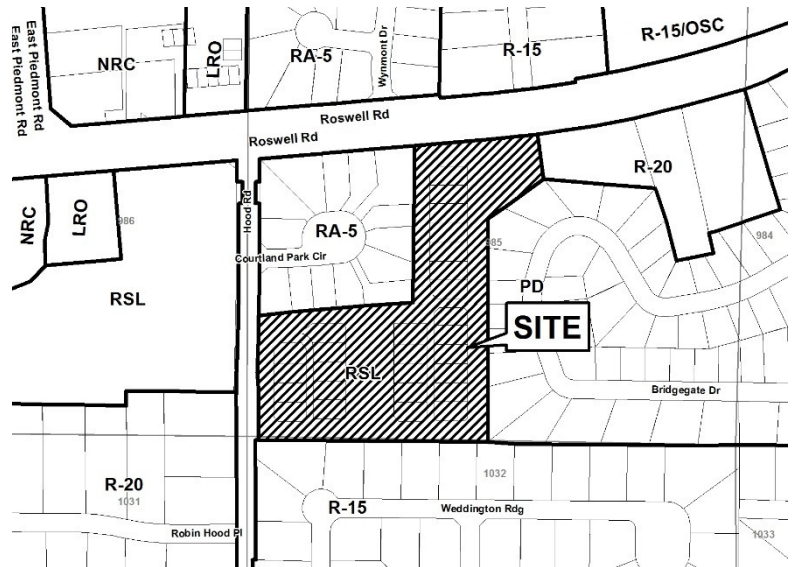 East Piedmont Rd
East Piedmont Rd
NRC
LRO
RA-5
Wynmont Dr
R-15
R-15/OSC
Roswell Rd
Roswell Rd
R-20
NRC
LRO
986
Hood Rd
RA-5
Courtland Park Cir
985
984
PD
RSL
SITE
RSL
Bridgegate Dr
R-20
1031
Robin Hood Pl
R-15
1032
Weddington Rdg
1033